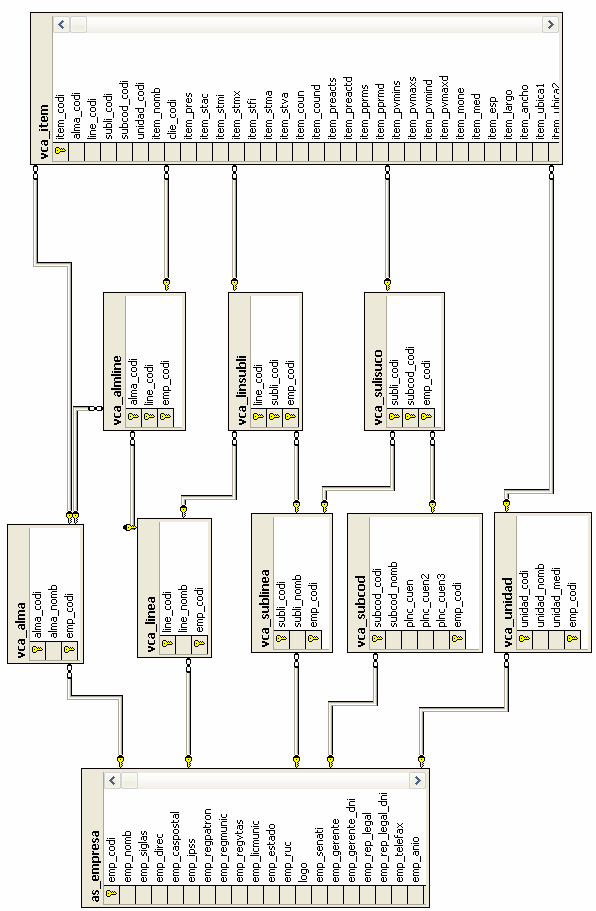 vca_item
item_codi
alma_codi
line_codi
subli_codi
subcod_codi
unidad_codi
item_nomb
clie_codi
item_pres
item_stac
item_stmi
item_stmx
item_stfi
item_stma
item_stva
item_coun
item_cound
item_preacts
item_preactd
item_pprms
item_pprmd
item_pvmins
item_pvmaxs
item_pvmind
item_pvmaxd
item_mone
item_med
item_esp
item_largo
item_ancho
item_ubica1
item_ubica2
vca_almline
alma_codi
line_codi
emp_codi
vca_linsubli
line_codi
subli_codi
emp_codi
vca_sulisuco
subli_codi
subcod_codi
emp_codi
vca_alma
alma_codi
alma_nomb
emp_codi
vca_linea
line_codi
line_nomb
emp_codi
vca_sublinea
subli_codi
subli_nomb
emp_codi
vca_subcod
subcod_codi
subcod_nomb
plnc_cuen
plnc_cuen2
plnc_cuen3
emp_codi
vca_unidad
unidad_codi
unidad_nomb
unidad_medi
emp_codi
as_empresa
emp_codi
emp_nomb
emp_siglas
emp_direc
emp_caspostal
emp_ipss
emp_regpatron
emp_regmunic
emp_regvtas
emp_licmunic
emp_estado
emp_ruc
logo
emp_senati
emp_gerente
emp_gerente_dni
emp_rep_legal
emp_rep_legal_dni
emp_telefax
emp_anio